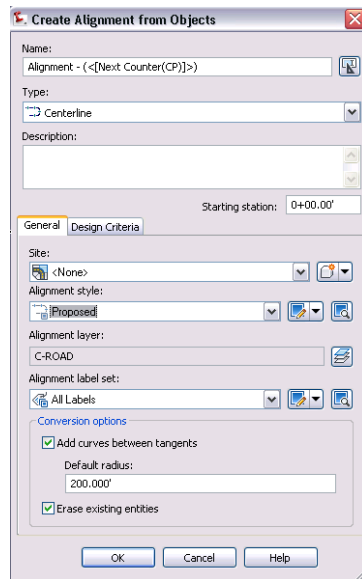 Create Alignment from Objects
Name:
Alignment - (<[Next Counter(CP)]>)
Type:
Centerline
Description:
Starting station: 0+00.00'
General Design Criteria
Site:
<None>
Alignment style:
Proposed
Alignment layer:
C-ROAD
Alignment label set:
All Labels
Conversion options
Add curves between tangents
Default radius:
200.000'
Erase existing entities
OK Cancel Help